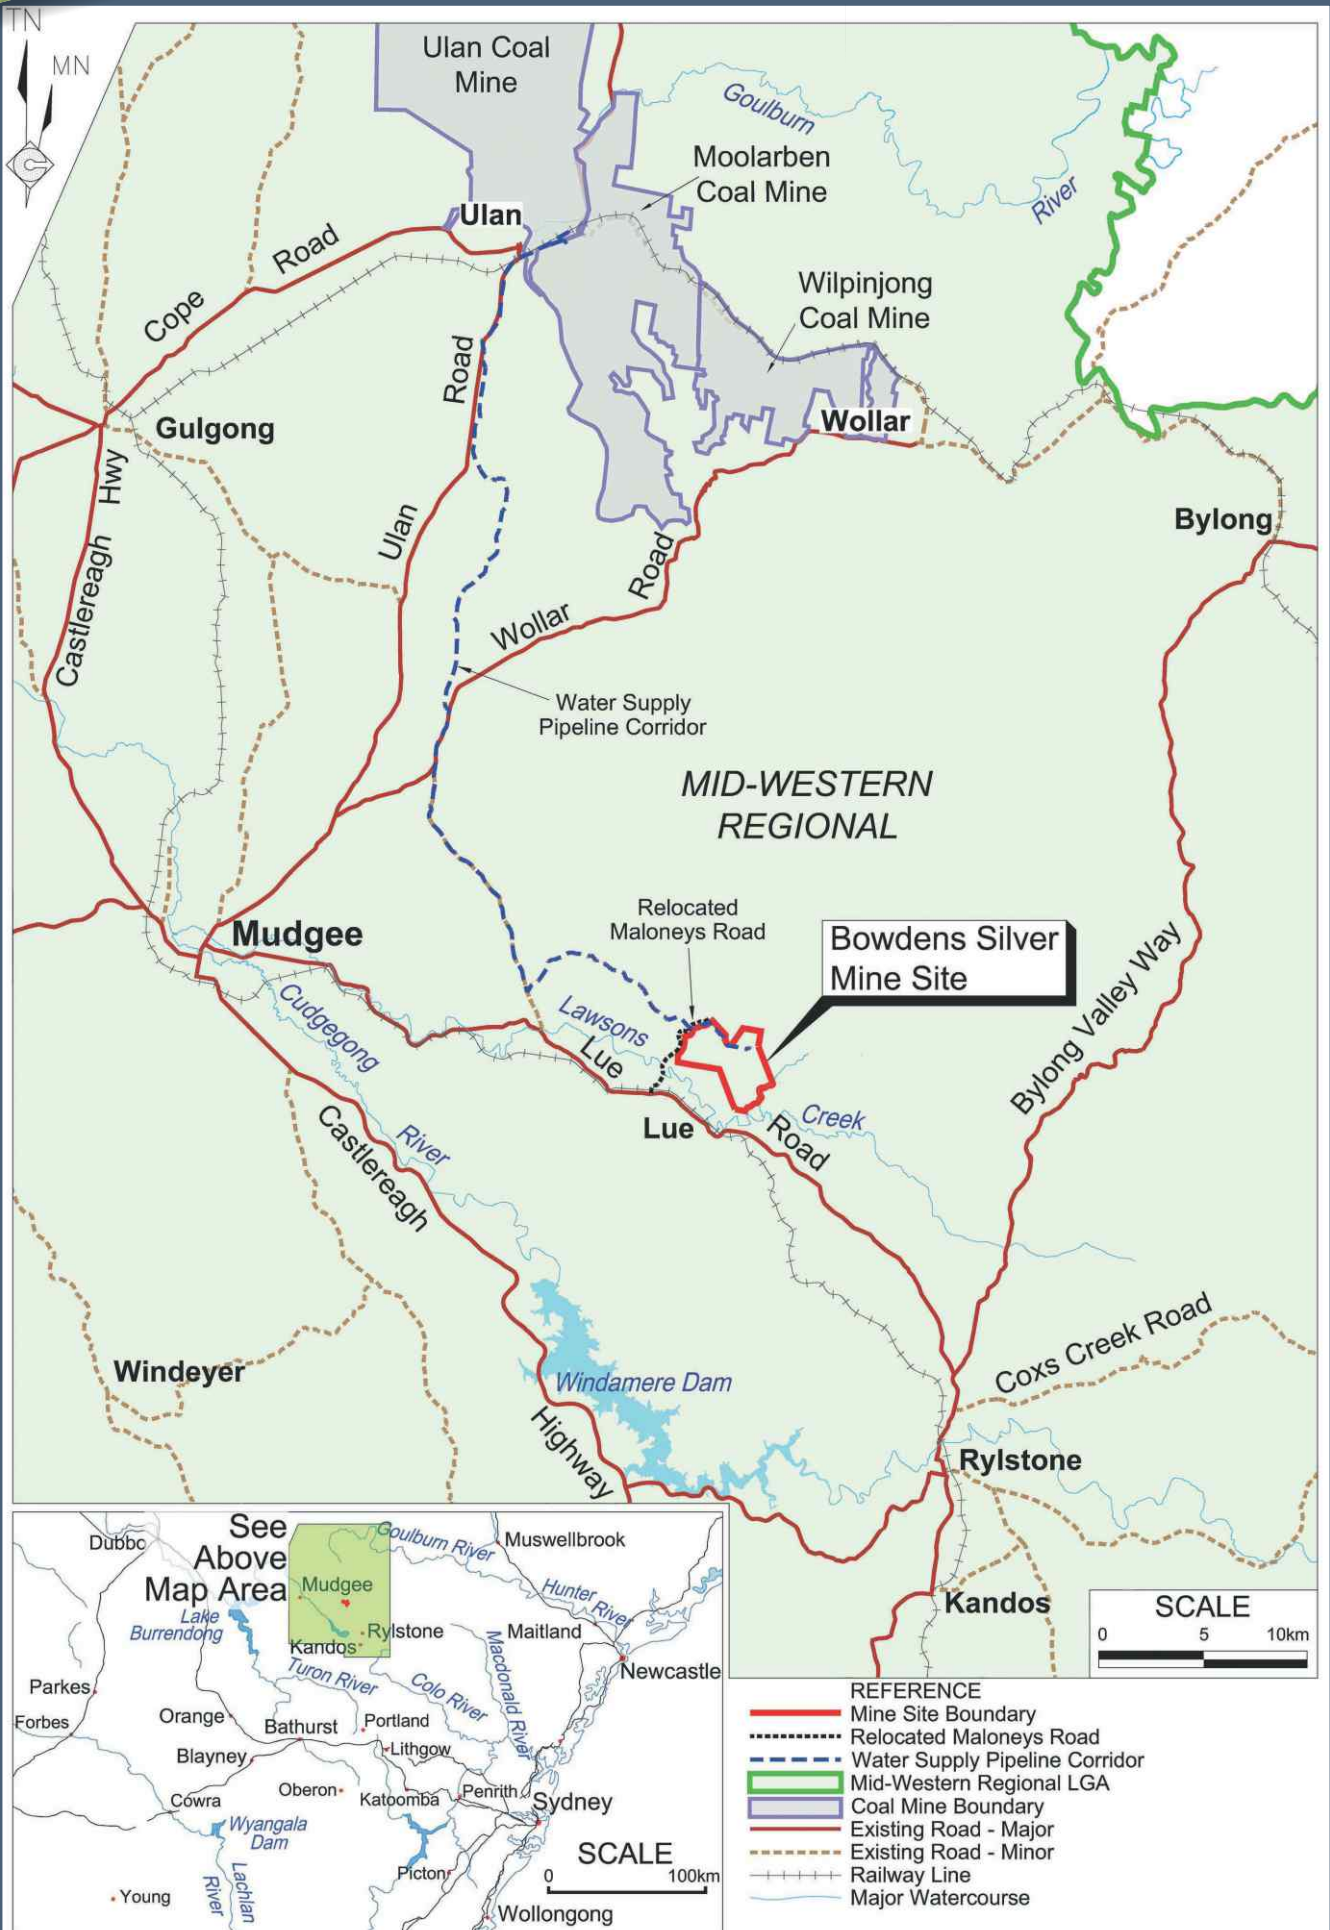 TN
MN
Ulan Coal
Mine
Goulburn
River
Moolarben
Coal Mine
Ulan
Cope
Road
Wilpinjong
Coal Mine
Road
Ulan
Gulgong
Wollar
Hwy
Castlereagh
Bylong
Wollar
Road
Water Supply
Pipeline Corridor
MID-WESTERN
REGIONAL
Relocated
Maloneys Road
Bowdens Silver
Mine Site
Mudgee
Bylong Valley Way
Cudgegong
River
Lawsons
Creek
Lue
Road
Lue
Castlereagh
Highway
Windeyer
Windamere Dam
Coxs Creek Road
Rylstone
Kandos
SCALE
0 5 10km
See
Above
Map Area
Dubbo
Goulburn River
Muswellbrook
Mudgee
Hunter
River
Lake
Burrendong
Rylstone
Maitland
Kandos
Macdonald River
Newcastle
Turon River
Colo River
Parkes
Forbes
Orange
Bathurst
Portland
Lithgow
Blayney
Oberon
Katoomba
Penrith
Sydney
Cowra
Wyangala
Dam
SCALE
0 100km
Picton
Lachlan
River
Young
Wollongong
REFERENCE
Mine Site Boundary
Relocated Maloneys Road
Water Supply Pipeline Corridor
Mid-Western Regional LGA
Coal Mine Boundary
Existing Road - Major
Existing Road - Minor
Railway Line
Major Watercourse